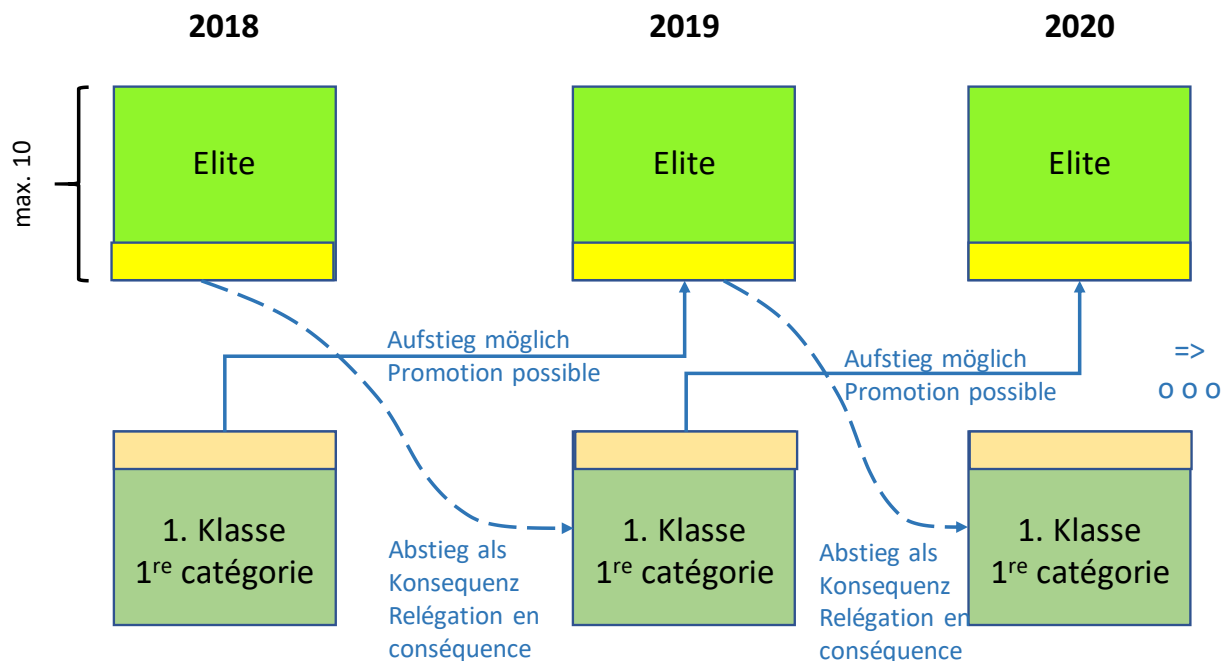 2018
2019
2020
max. 10
Elite
Elite
Elite
Aufstieg möglich
Promotion possible
Aufstieg möglich
Promotion possible
=>
o o o
1. Klasse
1re catégorie
1. Klasse
1re catégorie
1. Klasse
1re catégorie
Abstieg als
Konsequenz
Relégation en
conséquence
Abstieg als
Konsequenz
Relégation en
conséquence